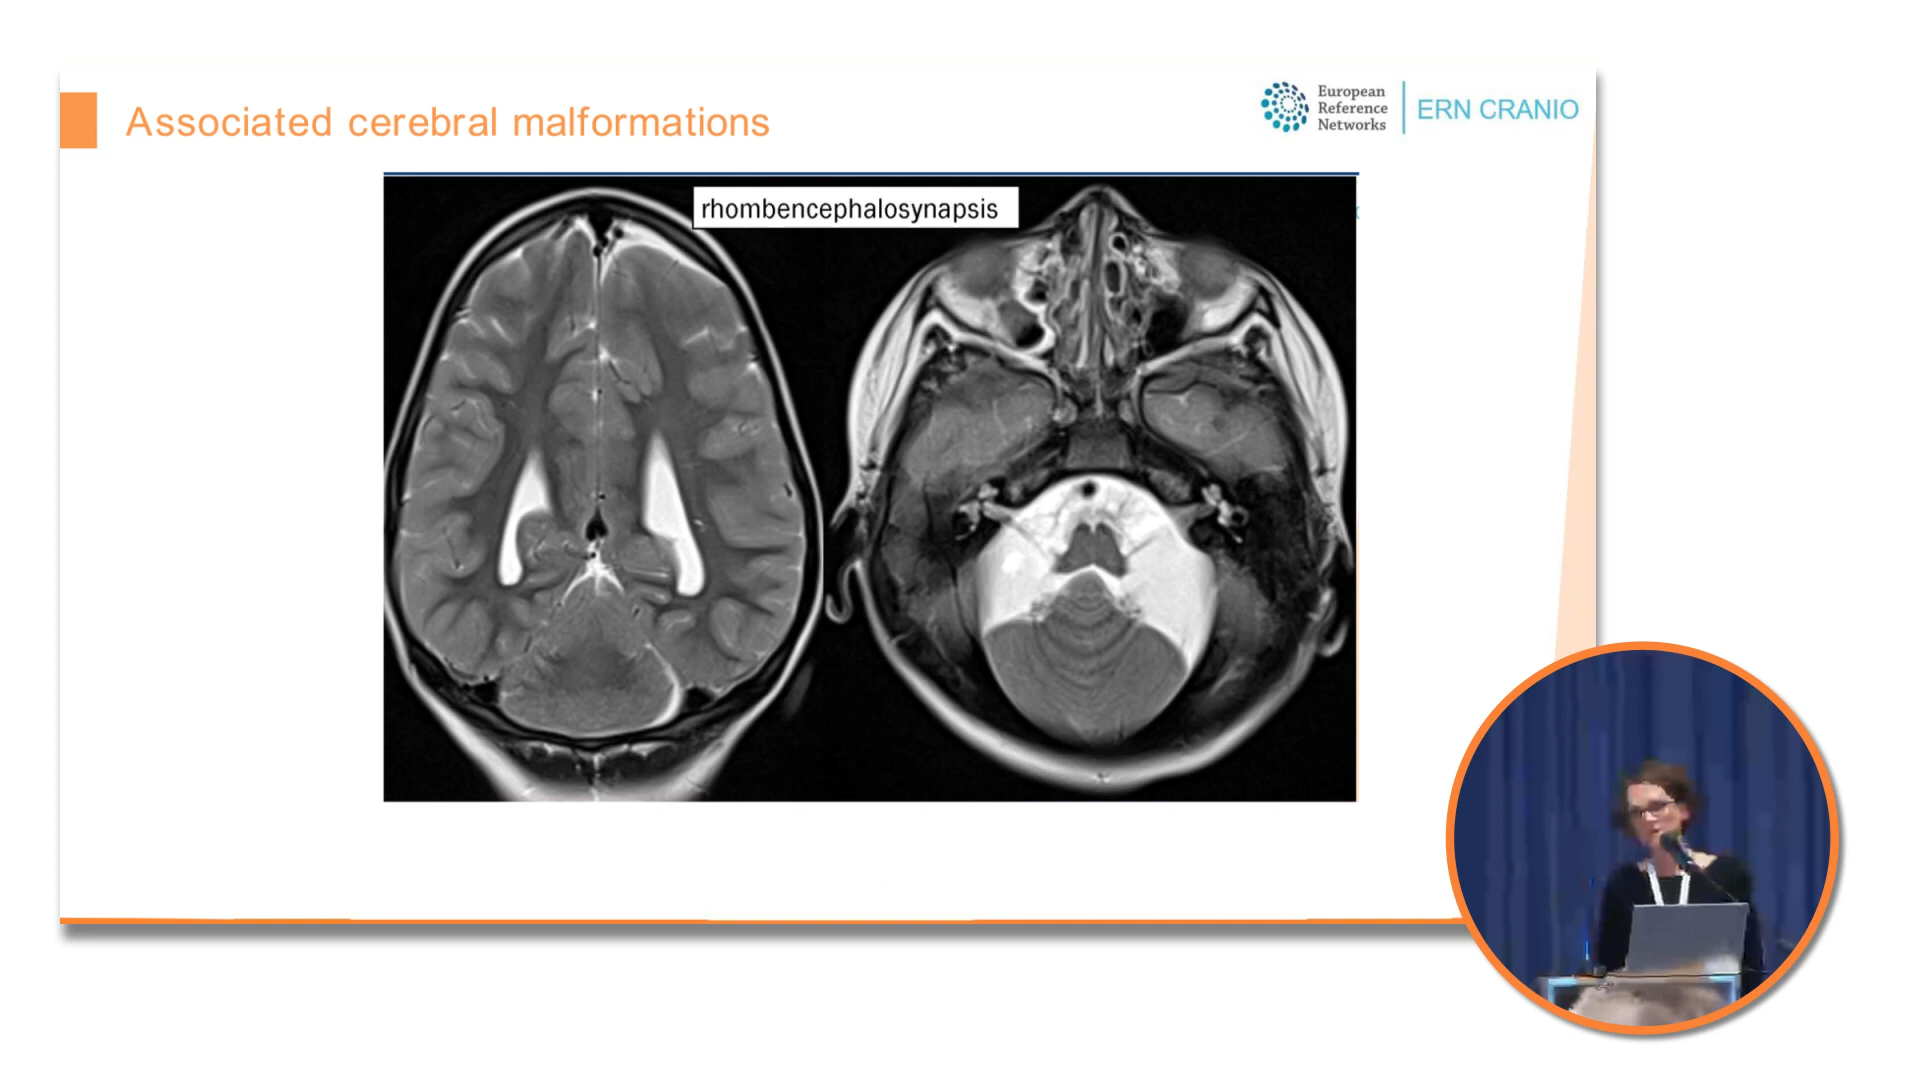 Associated cerebral malformations
European
Reference
Networks
ERN CRANIO
rhombencephalosynapsis